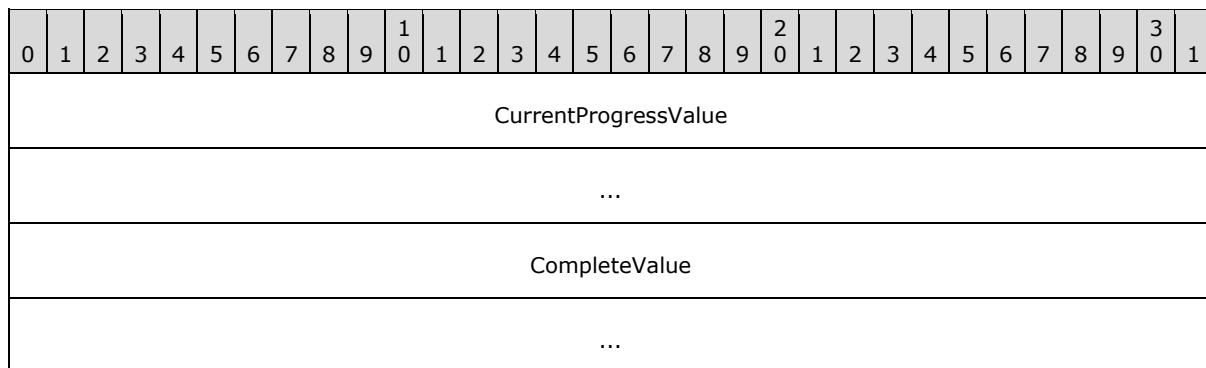 0 1 2 3 4 5 6 7 8 9 1 0 1 2 3 4 5 6 7 8 9 2 0 1 2 3 4 5 6 7 8 9 3 0 1
CurrentProgressValue
...
CompleteValue
...